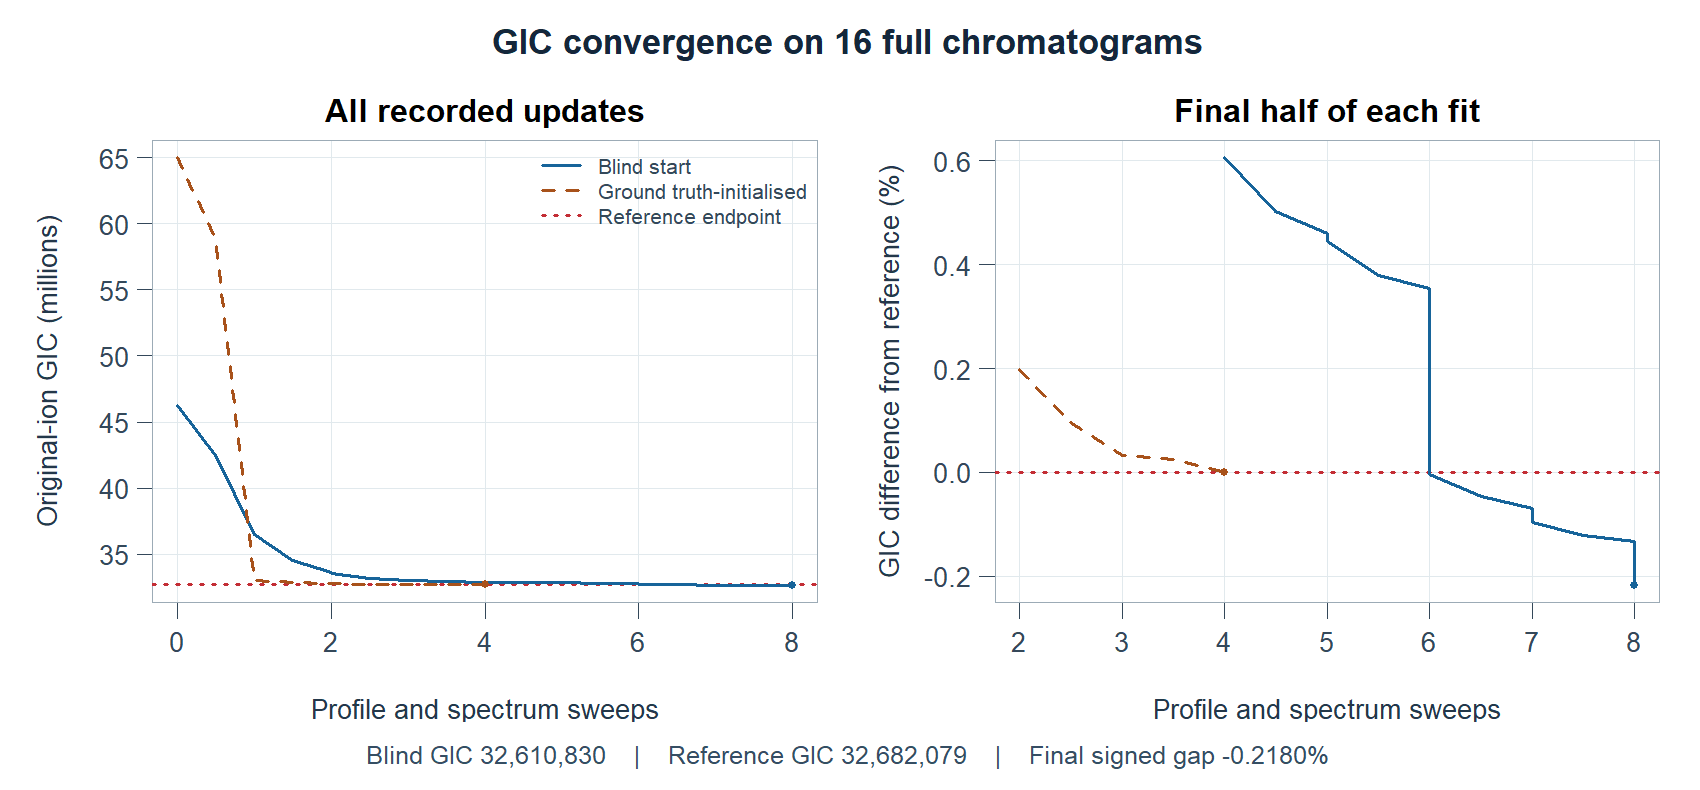 GIC convergence on 16 full chromatograms
All recorded updates
Original-ion GIC (millions)
65
60
55
50
45
40
35
Blind start
Ground truth-initialised
Reference endpoint
0 2 4 6 8
Profile and spectrum sweeps
Final half of each fit
GIC difference from reference (%)
0.6
0.4
0.2
0.0
-0.2
2 3 4 5 6 7 8
Profile and spectrum sweeps
Blind GIC 32,610,830 | Reference GIC 32,682,079 | Final signed gap -0.2180%